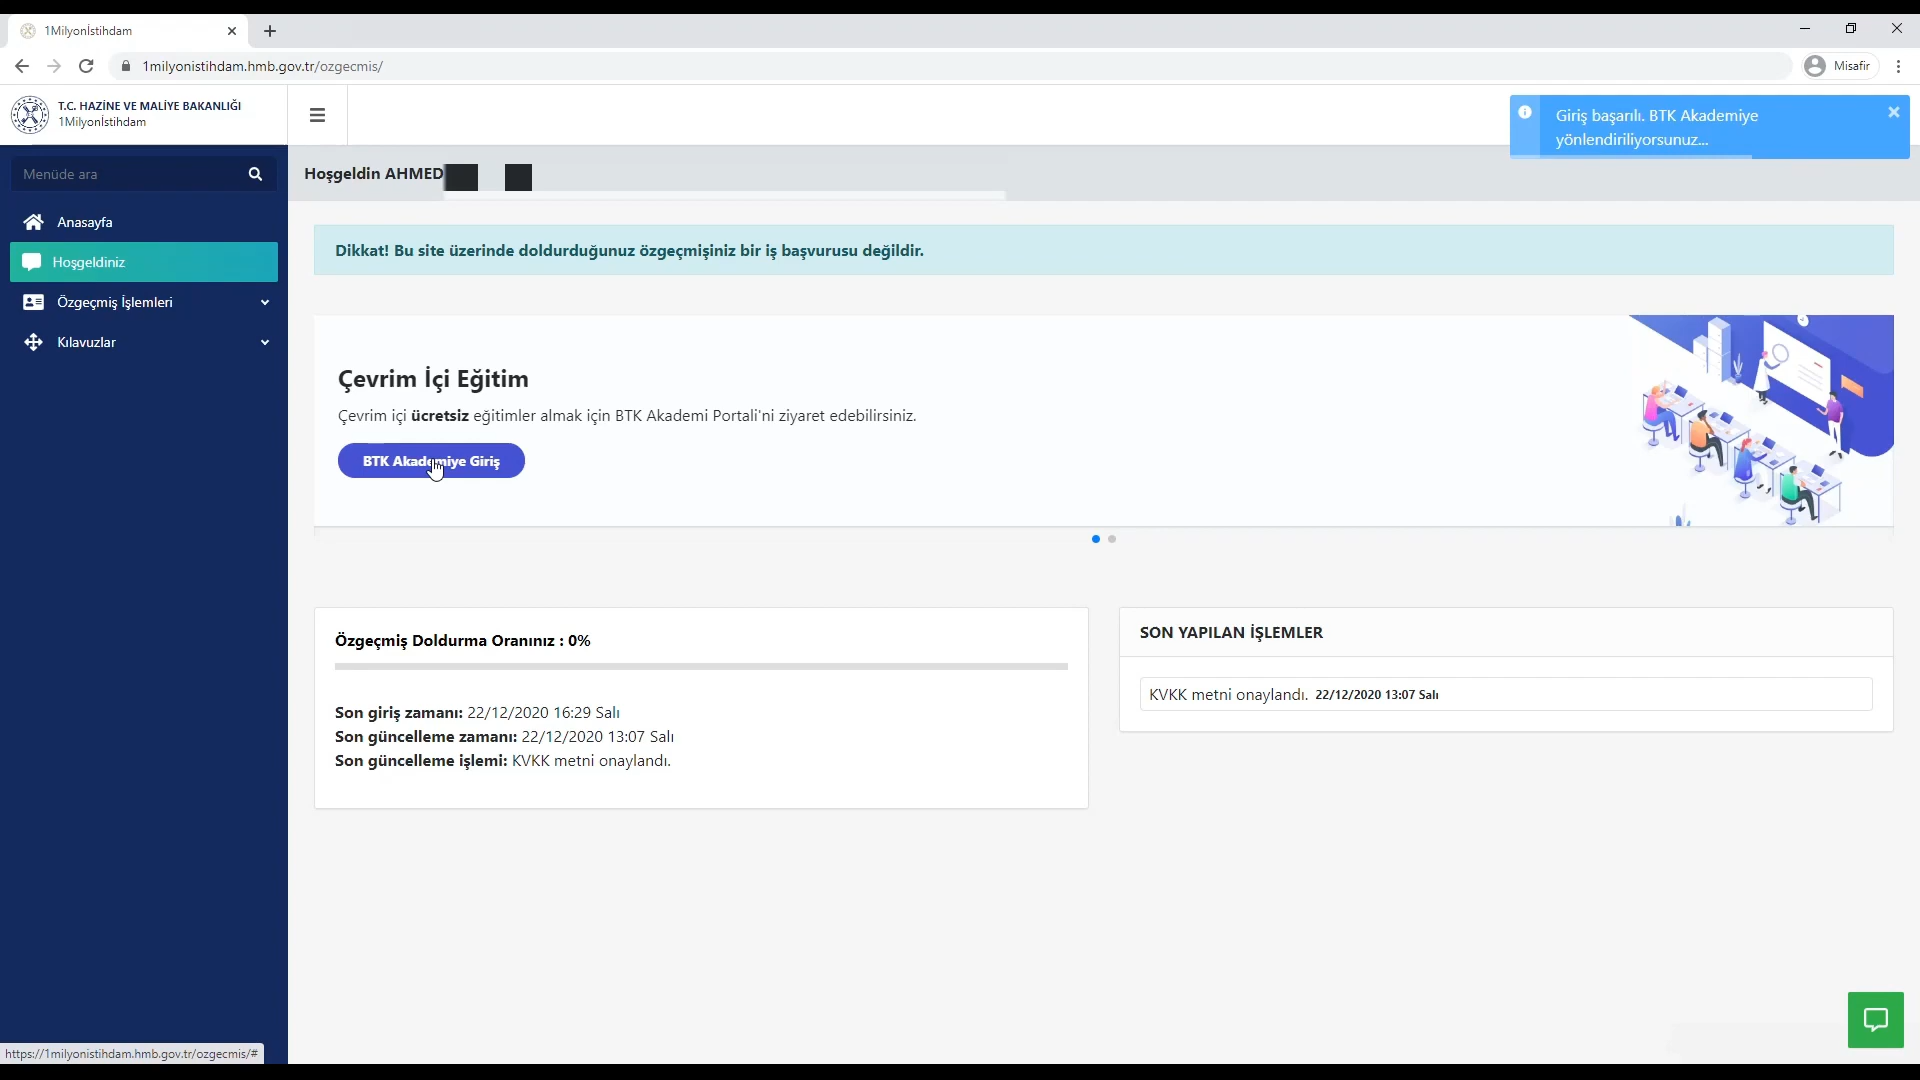 1Milyonİstihdam
1milyonistihdam.hmb.gov.tr/ozgecmis/
Misafir
T.C. HAZİNE VE MALİYE BAKANLIĞI
1Milyonİstihdam
Giriş başarılı. BTK Akademiye
yönlendiriliyorsunuz...
Menüde ara
Hoşgeldin AHMED
Anasayfa
Hoşgeldiniz
Özgeçmiş İşlemleri
Kılavuzlar
Dikkat! Bu site üzerinde doldurduğunuz özgeçmişiniz bir iş başvurusu değildir.
Çevrim İçi Eğitim
Çevrim içi ücretsiz eğitimler almak için BTK Akademi Portali'ni ziyaret edebilirsiniz.
BTK Akademiye Giriş
Özgeçmiş Doldurma Oranınız : 0%
Son giriş zamanı: 22/12/2020 16:29 Salı
Son güncelleme zamanı: 22/12/2020 13:07 Salı
Son güncelleme işlemi: KVKK metni onaylandı.
SON YAPILAN İŞLEMLER
KVKK metni onaylandı. 22/12/2020 13:07 Salı
https://1milyonistihdam.hmb.gov.tr/ozgecmis/#